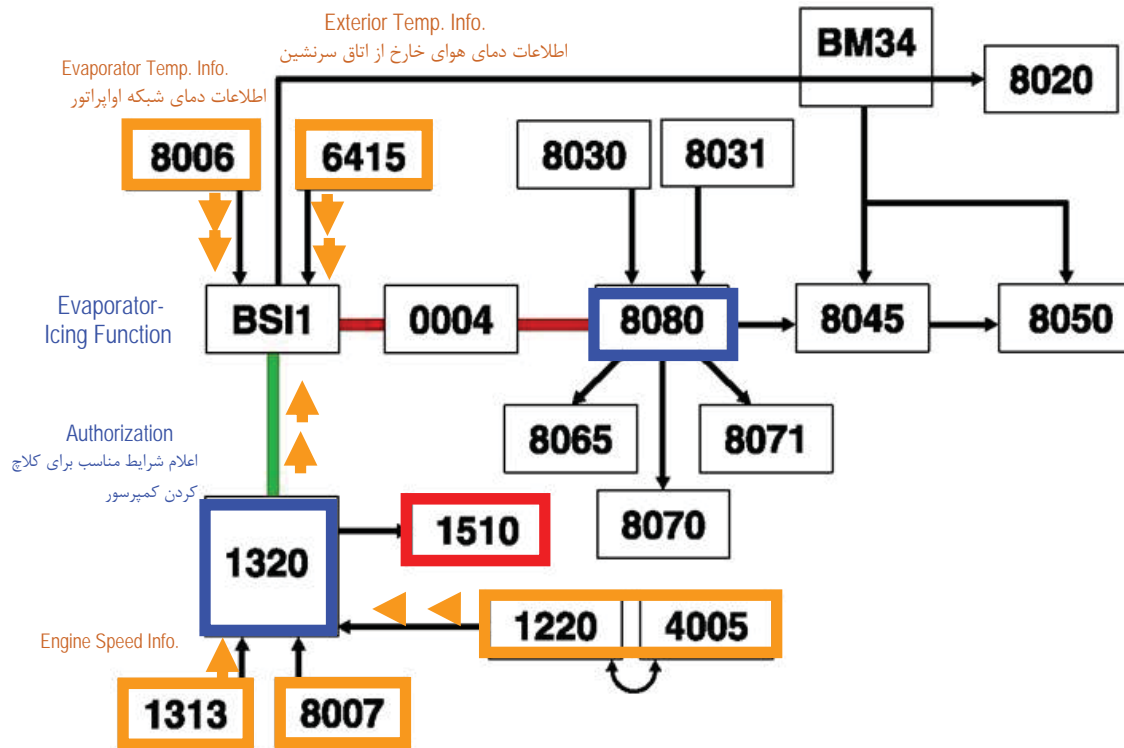 Exterior Temp. Info.
اطلاعات دمای هوای خارخ از اتاق سرنشین
Evaporator Temp. Info.
اطلاعات دمای شبکه اواپراتور
BM34
8020
8006
6415
8030
8031
Evaporator-
Icing Function
BSI1
0004
8080
8045
8050
8065
8071
8070
Authorization
اعلام شرایط مناسب برای کلاچ
کردن کمپرسور
1320
1510
1220
4005
Engine Speed Info.
1313
8007